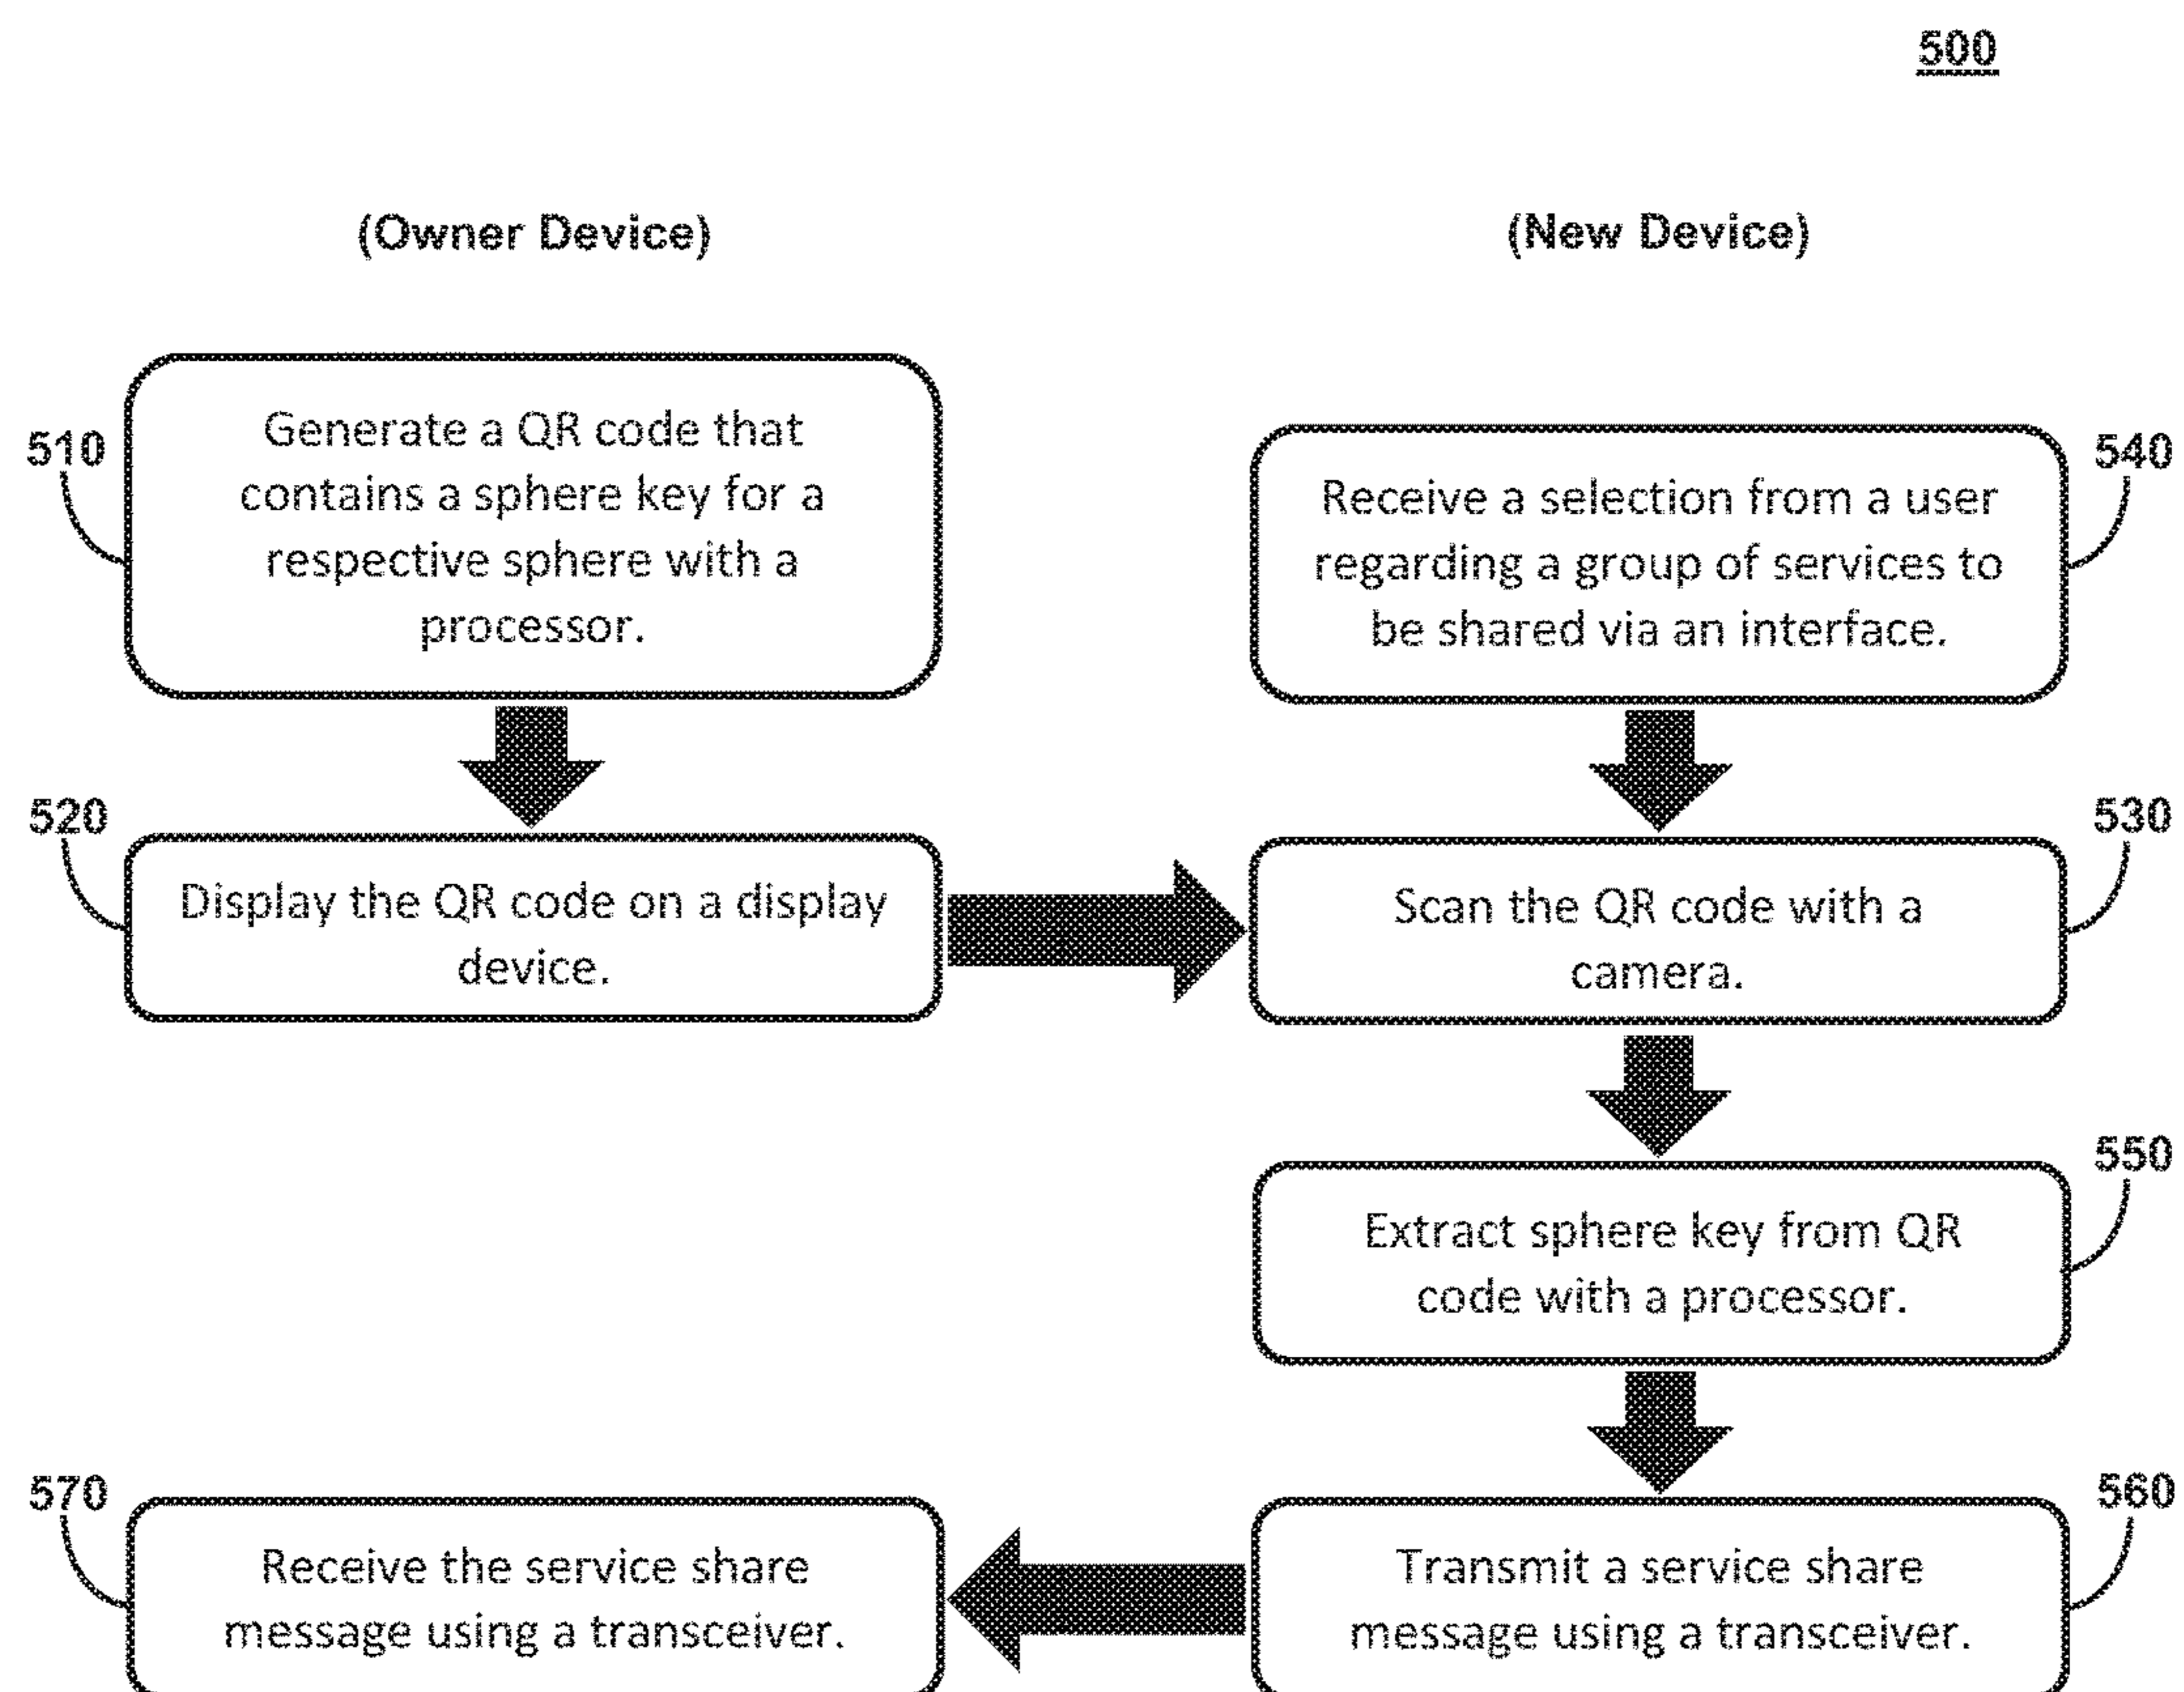 500
(Owner Device)
(New Device)
510
Generate a QR code that
contains a sphere key for a
respective sphere with a
processor.
540
Receive a selection from a user
regarding a group of services to
be shared via an interface.
520
Display the QR code on a display
device.
530
Scan the QR code with a
camera.
550
Extract sphere key from QR
code with a processor.
570
Receive the service share
message using a transceiver.
560
Transmit a service share
message using a transceiver.